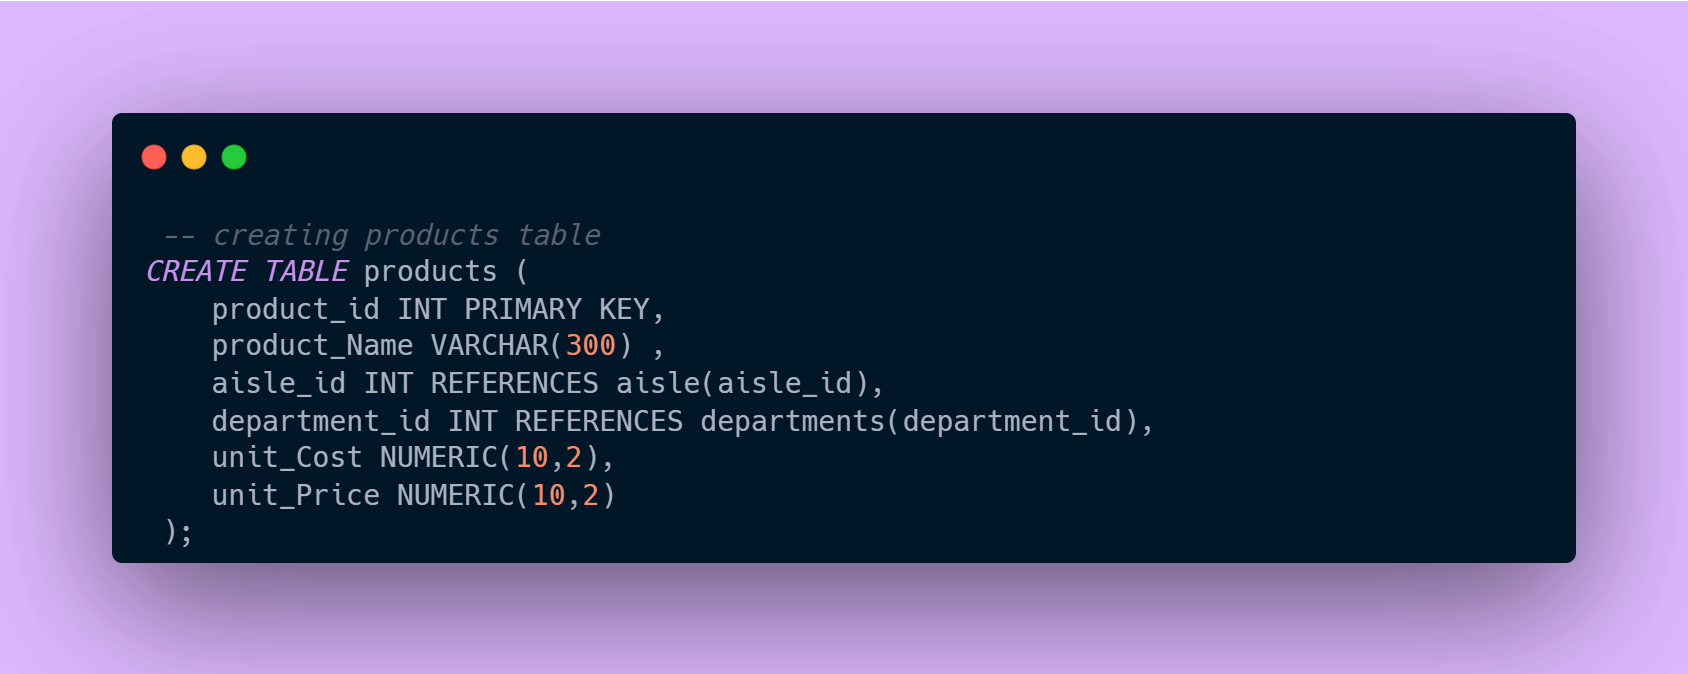 -- creating products table
CREATE TABLE products (
    product_id INT PRIMARY KEY,
    product_Name VARCHAR(300) ,
    aisle_id INT REFERENCES aisle(aisle_id),
    department_id INT REFERENCES departments(department_id),
    unit_Cost NUMERIC(10,2),
    unit_Price NUMERIC(10,2)
 );